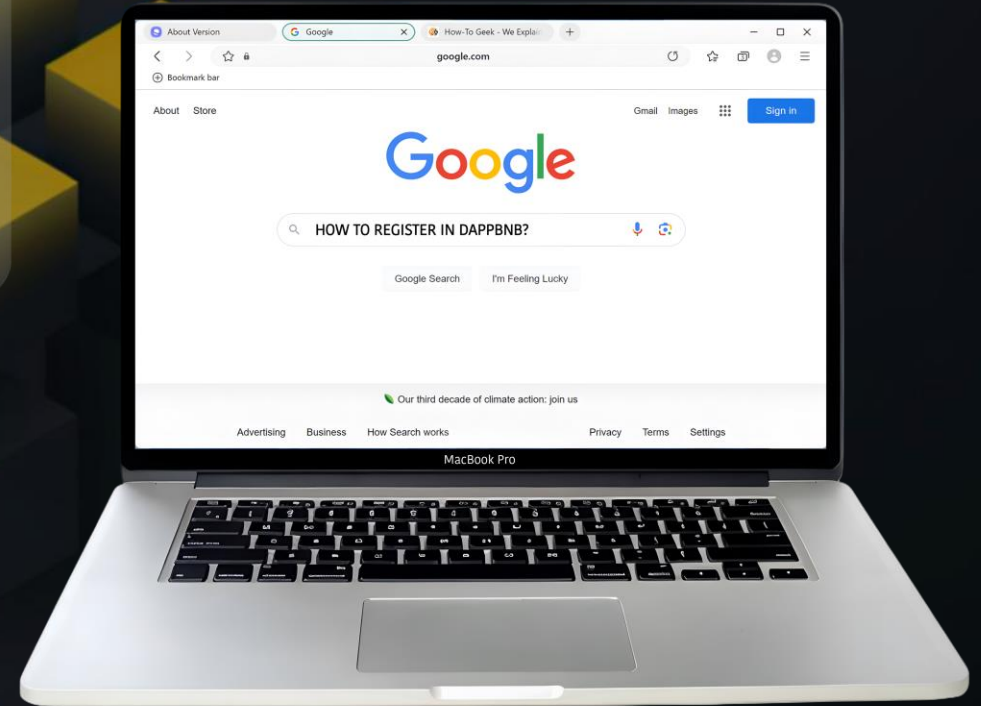 About Version
Google
How-To Geek - We Explain
google.com
Bookmark bar
About Store
Gmail Images
Sign in
Google
HOW TO REGISTER IN DAPPBNB?
Google Search
I'm Feeling Lucky
Our third decade of climate action: join us
Advertising Business How Search works
Privacy Terms Settings
MacBook Pro